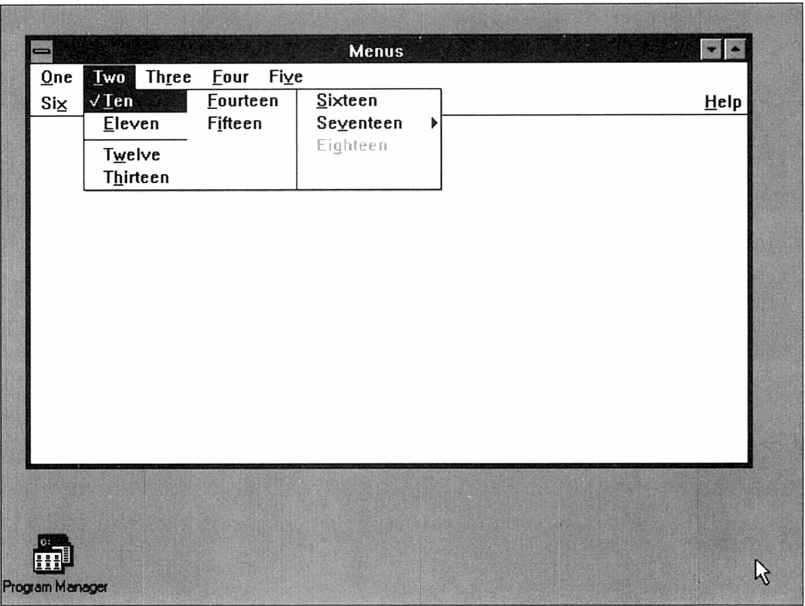 Menus
One Two Three Four Five
Six ✓Ten Fourteen Sixteen Help
Eleven Fifteen Seventeen
Eighteen
Twelve
Thirteen
C:\
Program Manager